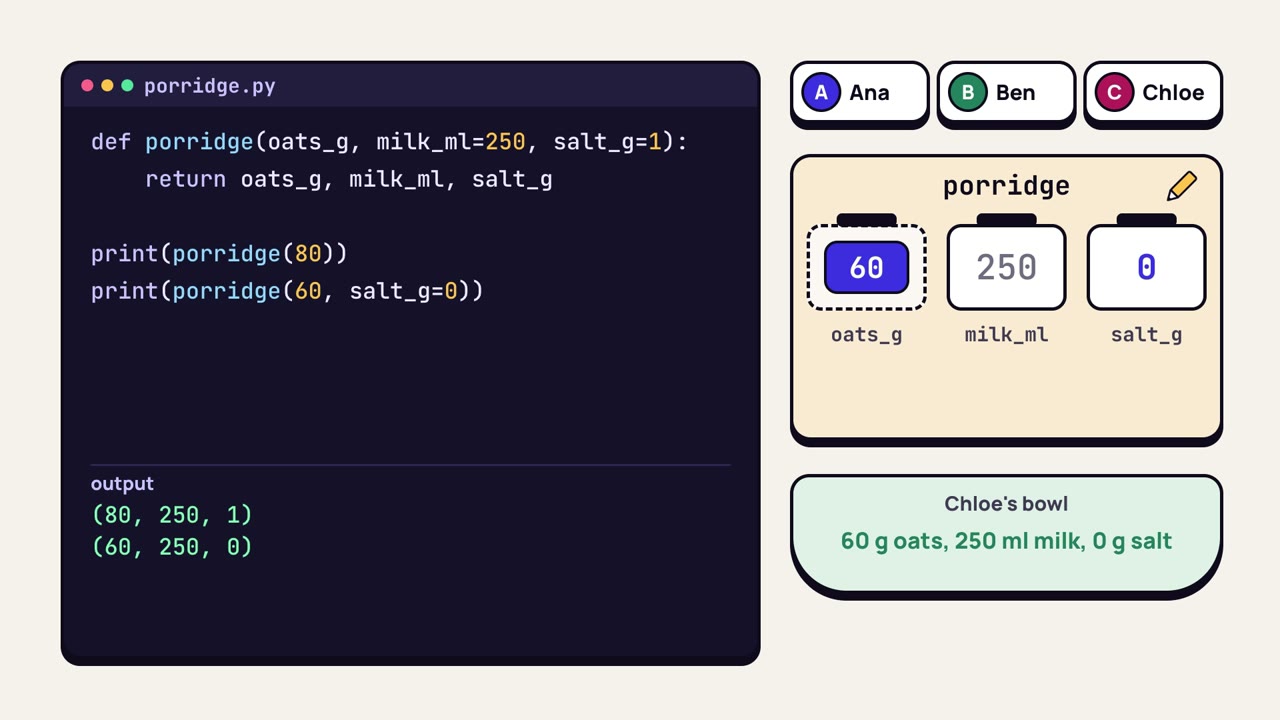 porridge.py
def porridge(oats_g, milk_ml=250, salt_g=1):
    return oats_g, milk_ml, salt_g
print(porridge(80))
print(porridge(60, salt_g=0))
output
(80, 250, 1)
(60, 250, 0)
A Ana
B Ben
C Chloe
porridge
60 250 0
oats_g milk_ml salt_g
Chloe's bowl
60 g oats, 250 ml milk, 0 g salt